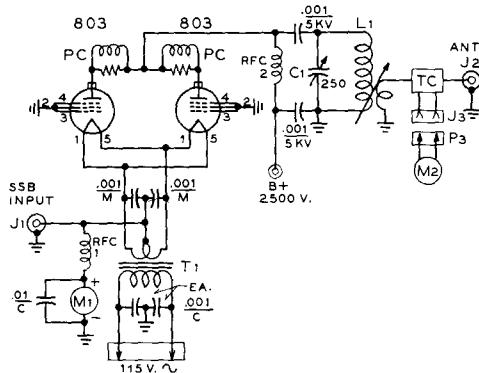 803 803
PC PC
.001
5KV
L1
RFC
2
C1
250
ANT
J2
TC
2 4 3 4 2 3
1 5 1 5
.001
5KV
J3
P3
B+
2500 V.
M2
SSB
INPUT
.001
M
.001
M
J1
RFC
1
T1
.01
C
+
M1
-
EA.
.001
C
115 V. ~